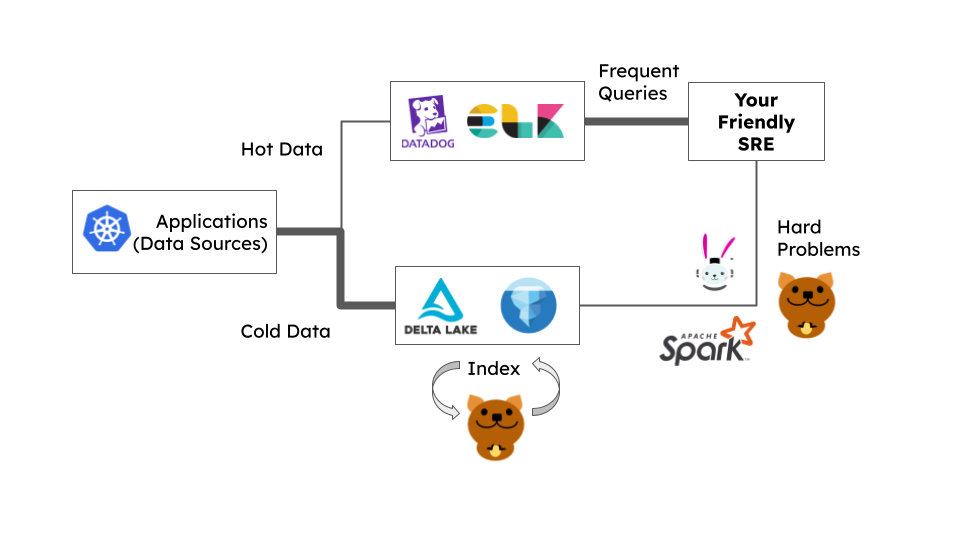 Frequent
Queries
DATADOG
elk
Your
Friendly
SRE
Hot Data
Applications
(Data Sources)
Hard
Problems
DELTA LAKE
Cold Data
APACHE
Spark
Index